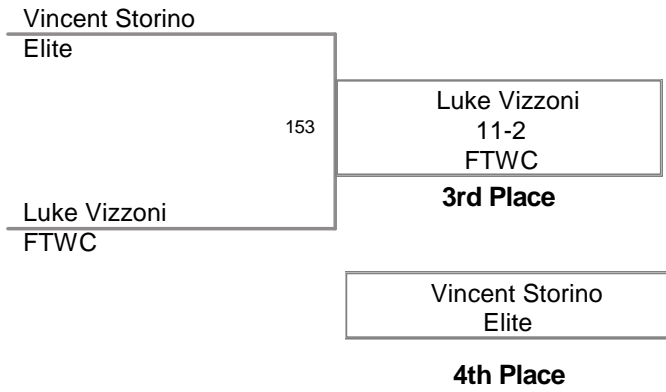 Vincent Storino
Elite
153
Luke Vizzoni
11-2
FTWC
3rd Place
Luke Vizzoni
FTWC
Vincent Storino
Elite
4th Place